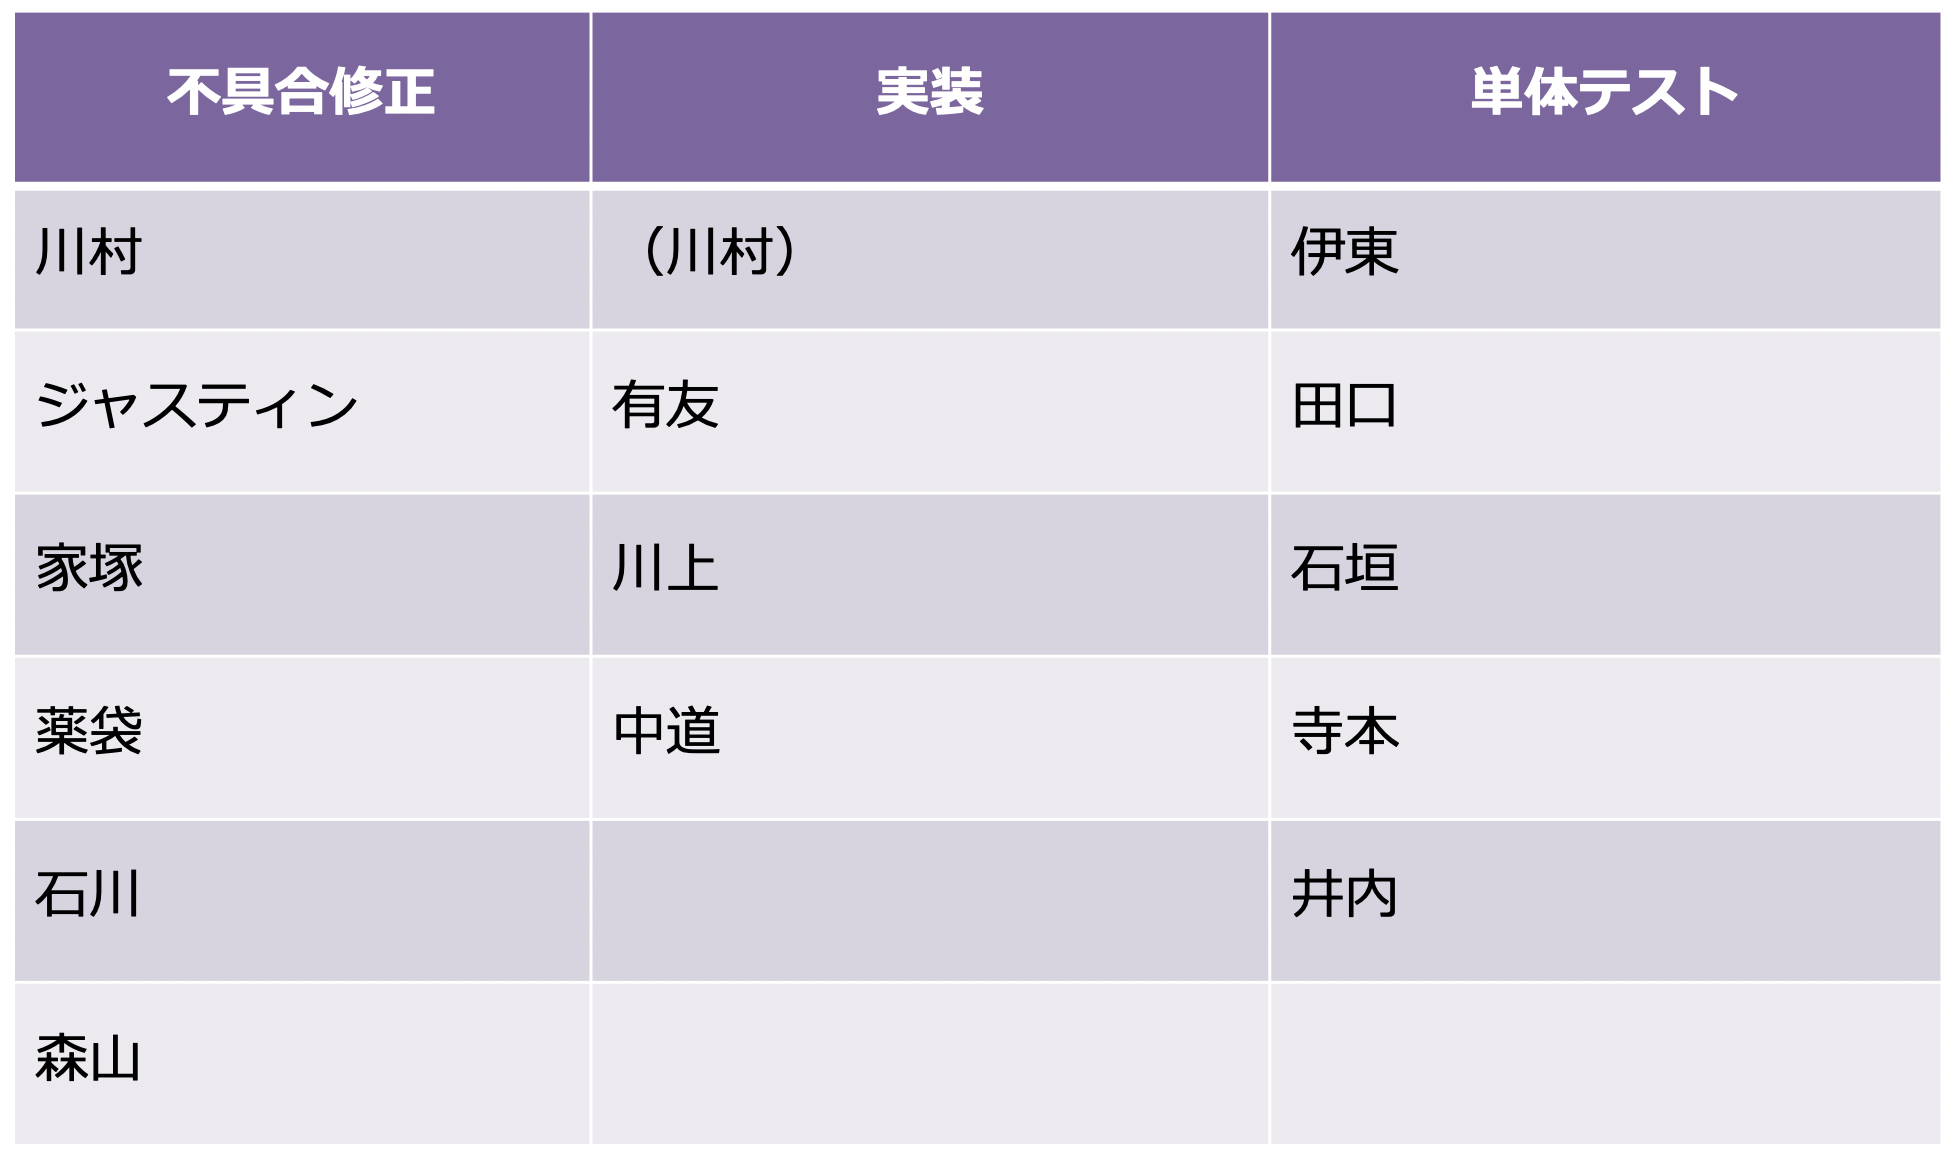 不具合修正 実装 単体テスト
川村 （川村） 伊東
ジャスティン 有友 田口
家塚 川上 石垣
薬袋 中道 寺本
石川 井内
森山